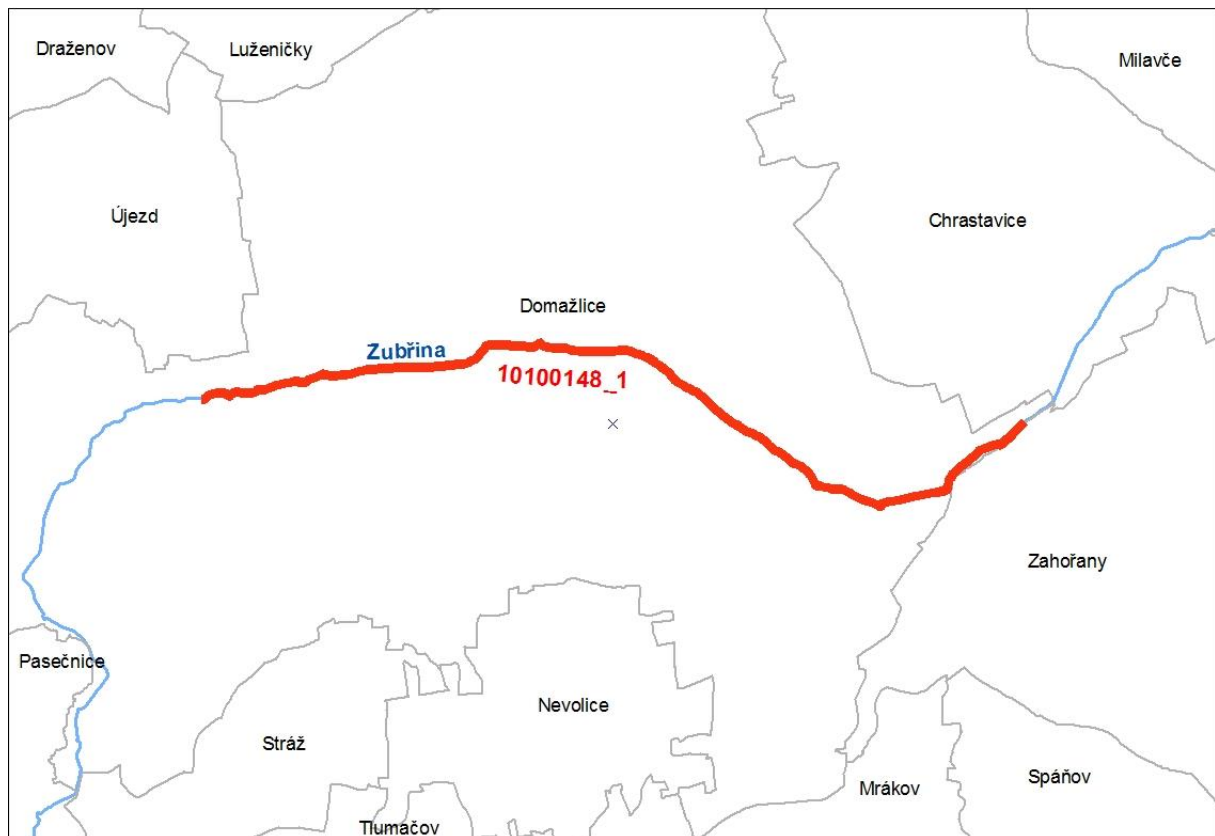 Draženov
Luženičky
Milavče
Újezd
Chrastavice
Domažlice
Zubřina
10100148_1
Zahořany
Pasečnice
Nevolice
Stráž
Mrákov
Spáňov
Tlumačov